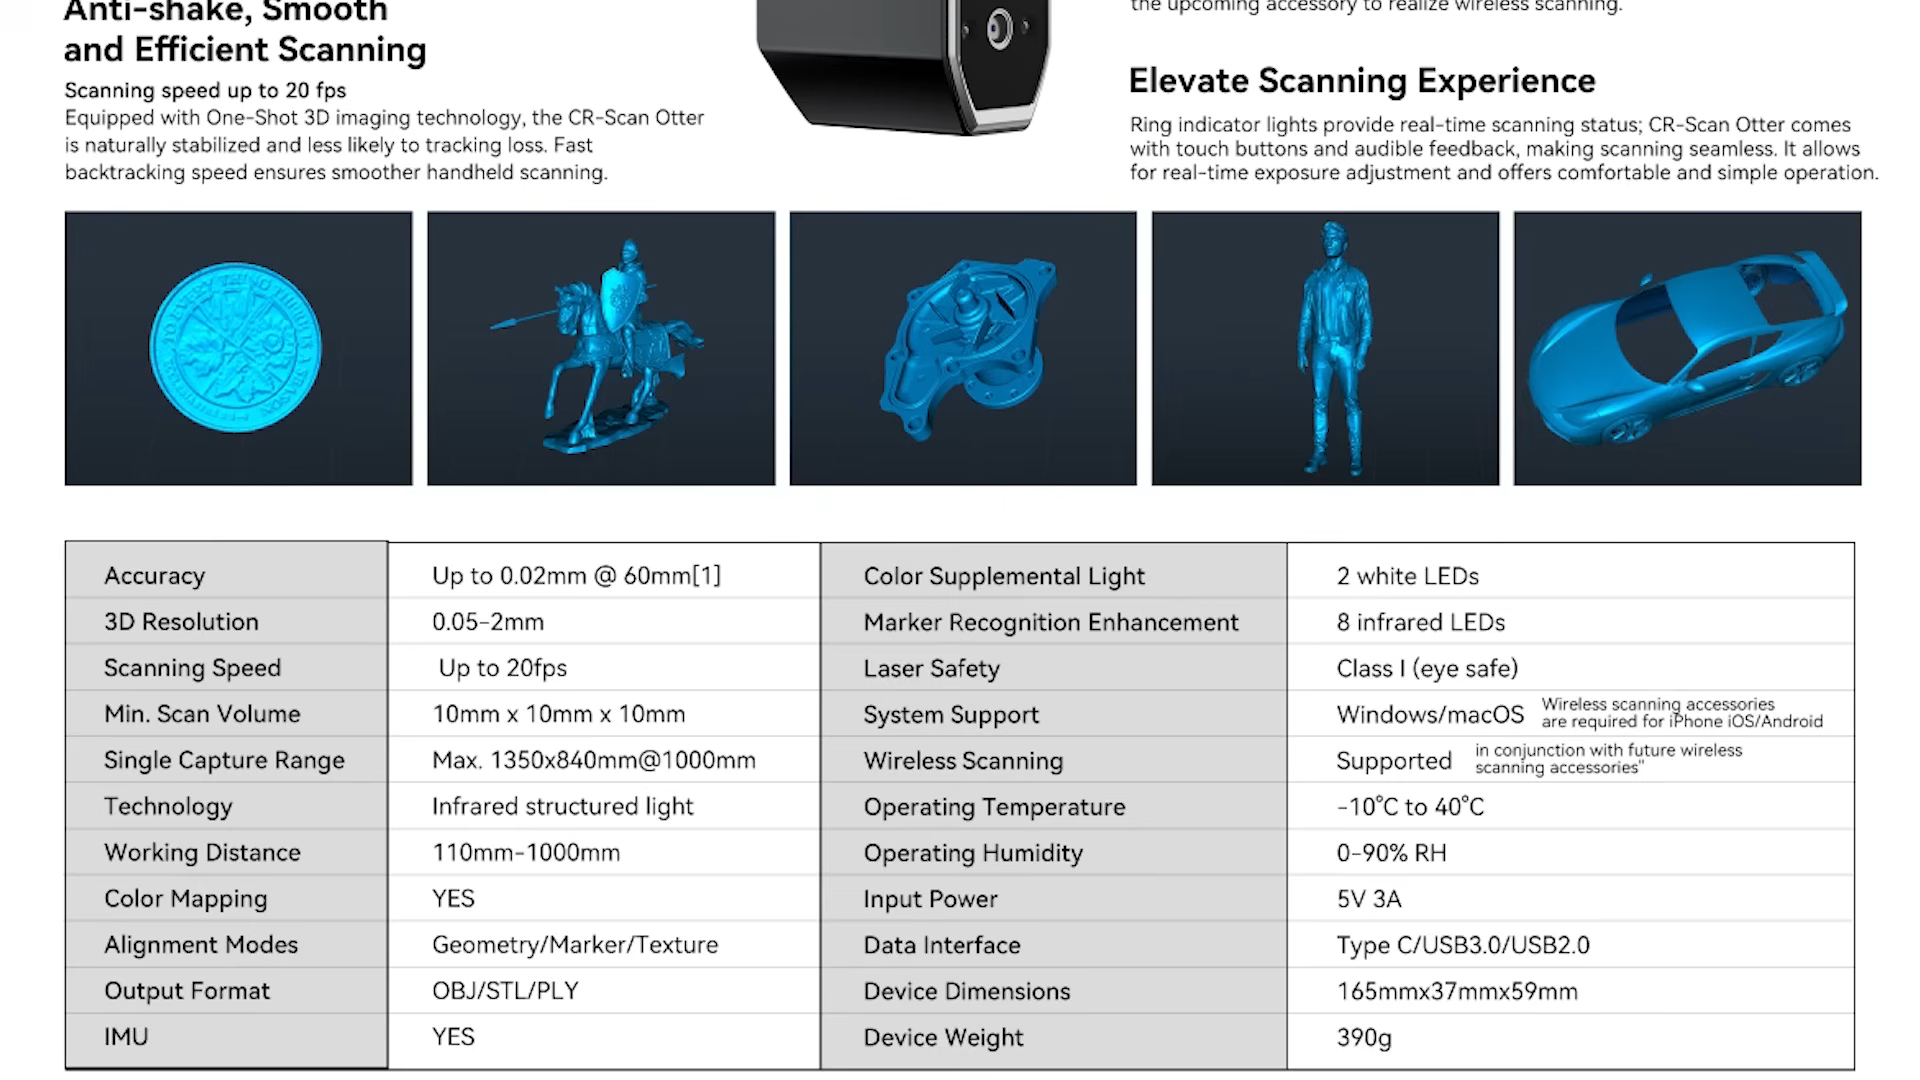 Anti-shake, Smooth
and Efficient Scanning
Scanning speed up to 20 fps
Equipped with One-Shot 3D imaging technology, the CR-Scan Otter
is naturally stabilized and less likely to tracking loss. Fast
backtracking speed ensures smoother handheld scanning.
the upcoming accessory to realize wireless scanning.
Elevate Scanning Experience
Ring indicator lights provide real-time scanning status; CR-Scan Otter comes
with touch buttons and audible feedback, making scanning seamless. It allows
for real-time exposure adjustment and offers comfortable and simple operation.
Accuracy Up to 0.02mm @ 60mm[1] Color Supplemental Light 2 white LEDs
3D Resolution 0.05-2mm Marker Recognition Enhancement 8 infrared LEDs
Scanning Speed Up to 20fps Laser Safety Class I (eye safe)
Min. Scan Volume 10mm x 10mm x 10mm System Support Windows/macOS Wireless scanning accessories
are required for iPhone iOS/Android
Single Capture Range Max. 1350x840mm@1000mm Wireless Scanning Supported in conjunction with future wireless
scanning accessories"
Technology Infrared structured light Operating Temperature -10°C to 40°C
Working Distance 110mm-1000mm Operating Humidity 0-90% RH
Color Mapping YES Input Power 5V 3A
Alignment Modes Geometry/Marker/Texture Data Interface Type C/USB3.0/USB2.0
Output Format OBJ/STL/PLY Device Dimensions 165mmx37mmx59mm
IMU YES Device Weight 390g